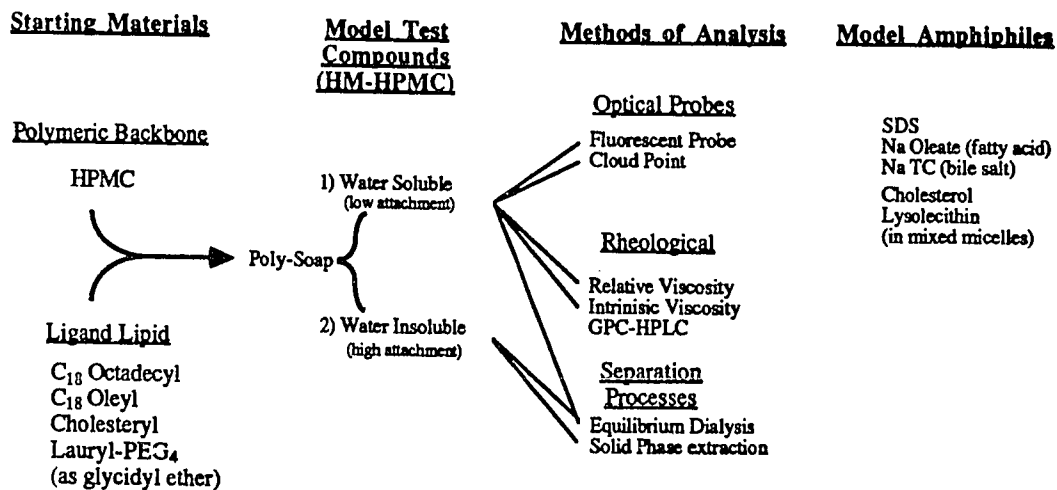 Starting Materials
Model Test
Compounds
(HM-HPMC)
Methods of Analysis
Model Amphiphiles
Polymeric Backbone
HPMC
Ligand Lipid
C₁₈ Octadecyl
C₁₈ Oleyl
Cholesteryl
Lauryl-PEG₄
(as glycidyl ether)
Poly-Soap
1) Water Soluble
(low attachment)
2) Water Insoluble
(high attachment)
Optical Probes
Fluorescent Probe
Cloud Point
Rheological
Relative Viscosity
Intrinisic Viscosity
GPC-HPLC
Separation
Processes
Equilibrium Dialysis
Solid Phase extraction
SDS
Na Oleate (fatty acid)
Na TC (bile salt)
Cholesterol
Lysolecithin
(in mixed micelles)